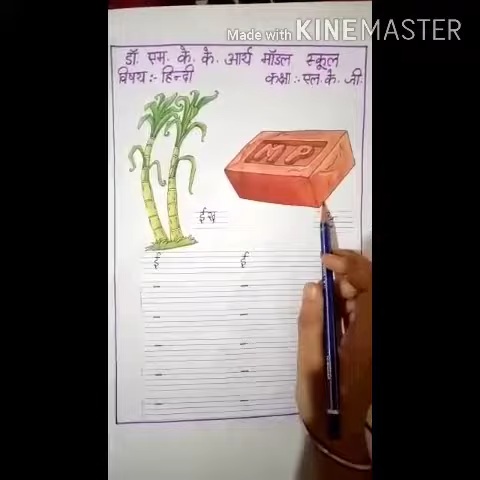 Made with KINEMASTER
डॉ. एम. के. के. आर्य मॉडल स्कूल
विषय :- हिन्दी कक्षा :- एल. के. जी.
MP
ईख
ई ई